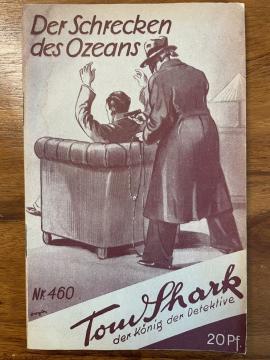 Der Schrecken
des Ozeans
Nr. 460
Tom Shark
der König der Detektive
20 Pf.